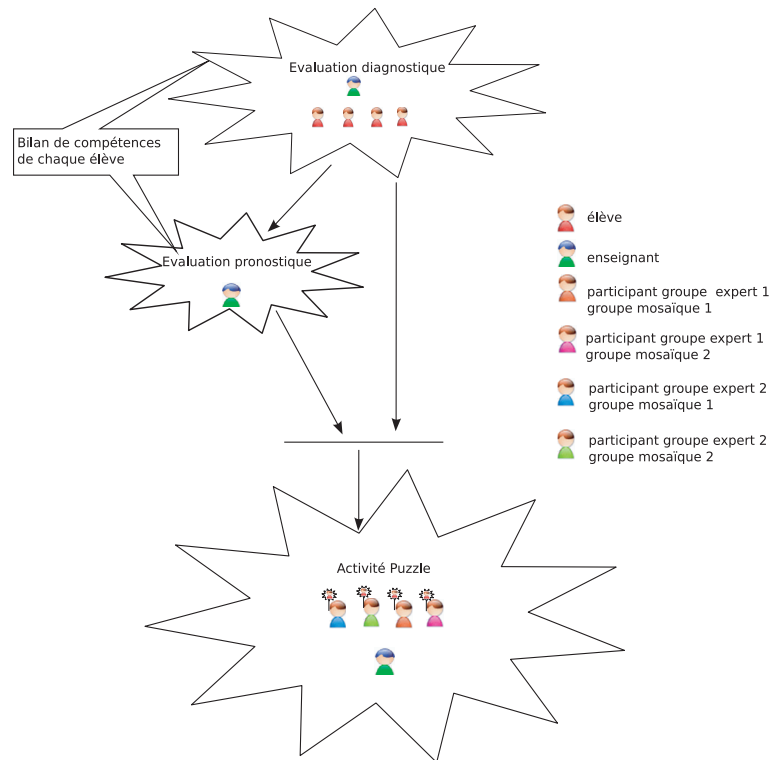 Evaluation diagnostique
Bilan de compétences
de chaque élève
Evaluation pronostique
élève
enseignant
participant groupe expert 1
groupe mosaïque 1
participant groupe expert 1
groupe mosaïque 2
participant groupe expert 2
groupe mosaïque 1
participant groupe expert 2
groupe mosaïque 2
Activité Puzzle